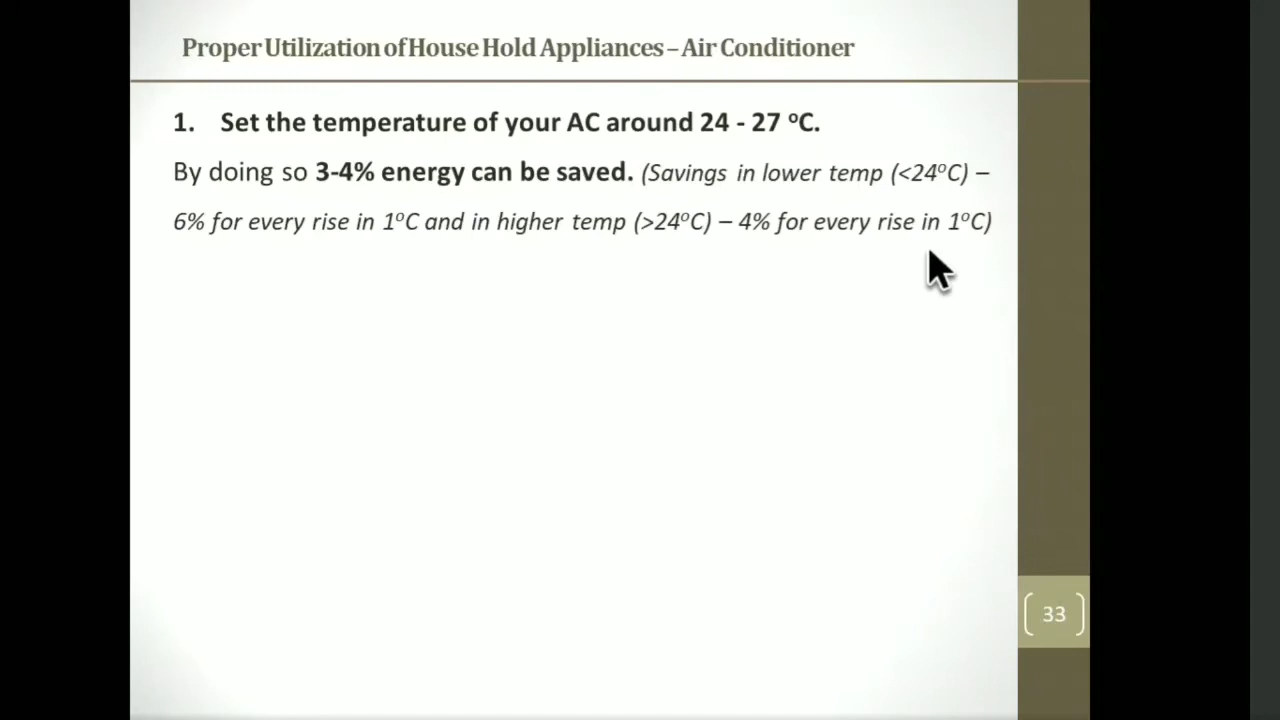 Proper Utilization of House Hold Appliances – Air Conditioner
1. Set the temperature of your AC around 24 - 27 ºC.
By doing so 3-4% energy can be saved. (Savings in lower temp (<24ºC) –
6% for every rise in 1ºC and in higher temp (>24ºC) – 4% for every rise in 1ºC)
33